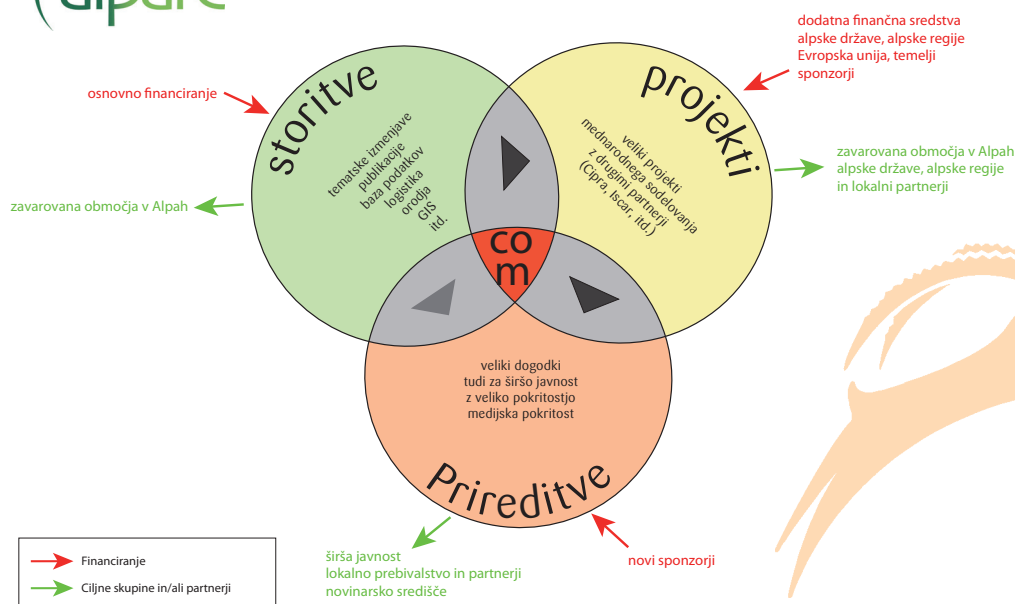 alparc
dodatna finančna sredstva
alpske države, alpske regije
Evropska unija, temelji
sponzorji
osnovno financiranje
storitve
projekti
tematske izmenjave
publikacije
baza podatkov
logistika
orodja
GIS
itd.
veliki projekti
mednarodnega sodelovanja
z drugimi partnerji
(Cipra, Iscar, itd.)
zavarovana območja v Alpah
alpske države, alpske regije
in lokalni partnerji
zavarovana območja v Alpah
co
m
veliki dogodki
tudi za širšo javnost
z veliko pokritostjo
medijska pokritost
Prireditve
širša javnost
lokalno prebivalstvo in partnerji
novinarsko središče
novi sponzorji
Financiranje
Ciljne skupine in/ali partnerji